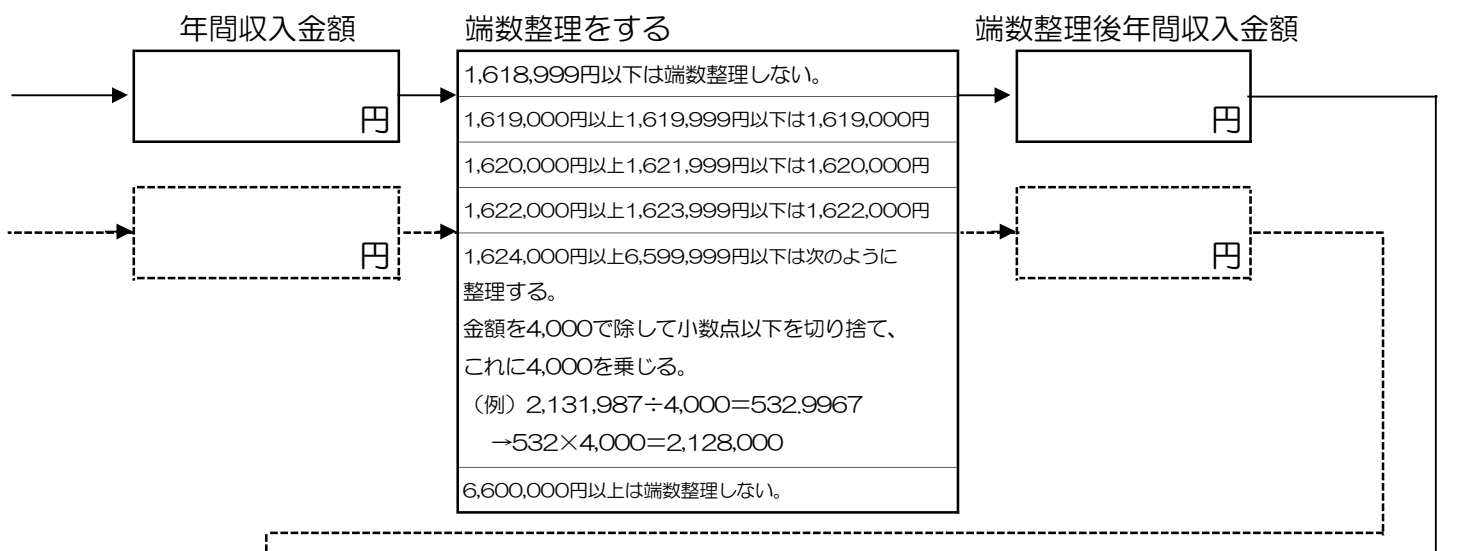 年間収入金額
端数整理をする
端数整理後年間収入金額
円
1,618,999円以下は端数整理しない。
1,619,000円以上1,619,999円以下は1,619,000円
1,620,000円以上1,621,999円以下は1,620,000円
1,622,000円以上1,623,999円以下は1,622,000円
1,624,000円以上6,599,999円以下は次のように
整理する。
金額を4,000で除して小数点以下を切り捨て、
これに4,000を乗じる。
（例）2,131,987÷4,000＝532.9967
→532×4,000＝2,128,000
6,600,000円以上は端数整理しない。
円
円
円